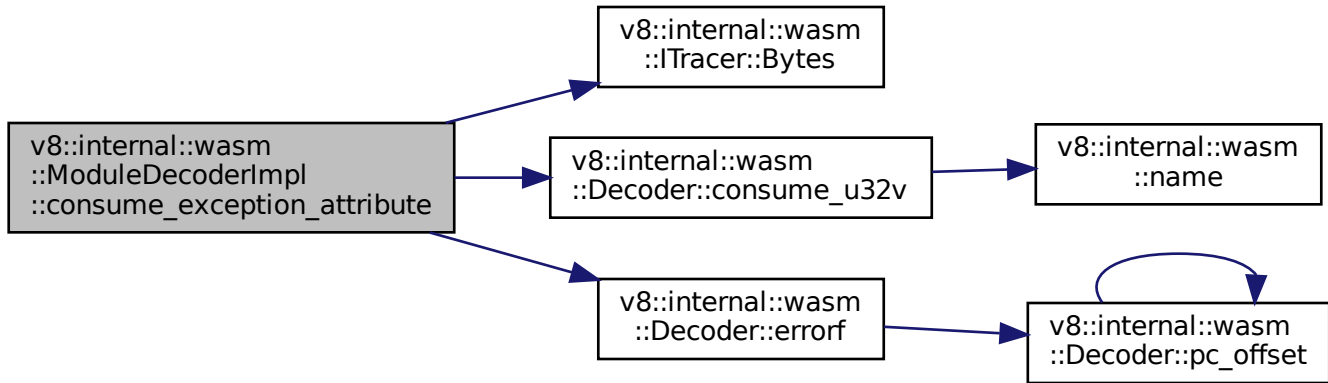 v8::internal::wasm
::ModuleDecoderImpl
::consume_exception_attribute
v8::internal::wasm
::ITracer::Bytes
v8::internal::wasm
::Decoder::consume_u32v
v8::internal::wasm
::name
v8::internal::wasm
::Decoder::errorf
v8::internal::wasm
::Decoder::pc_offset